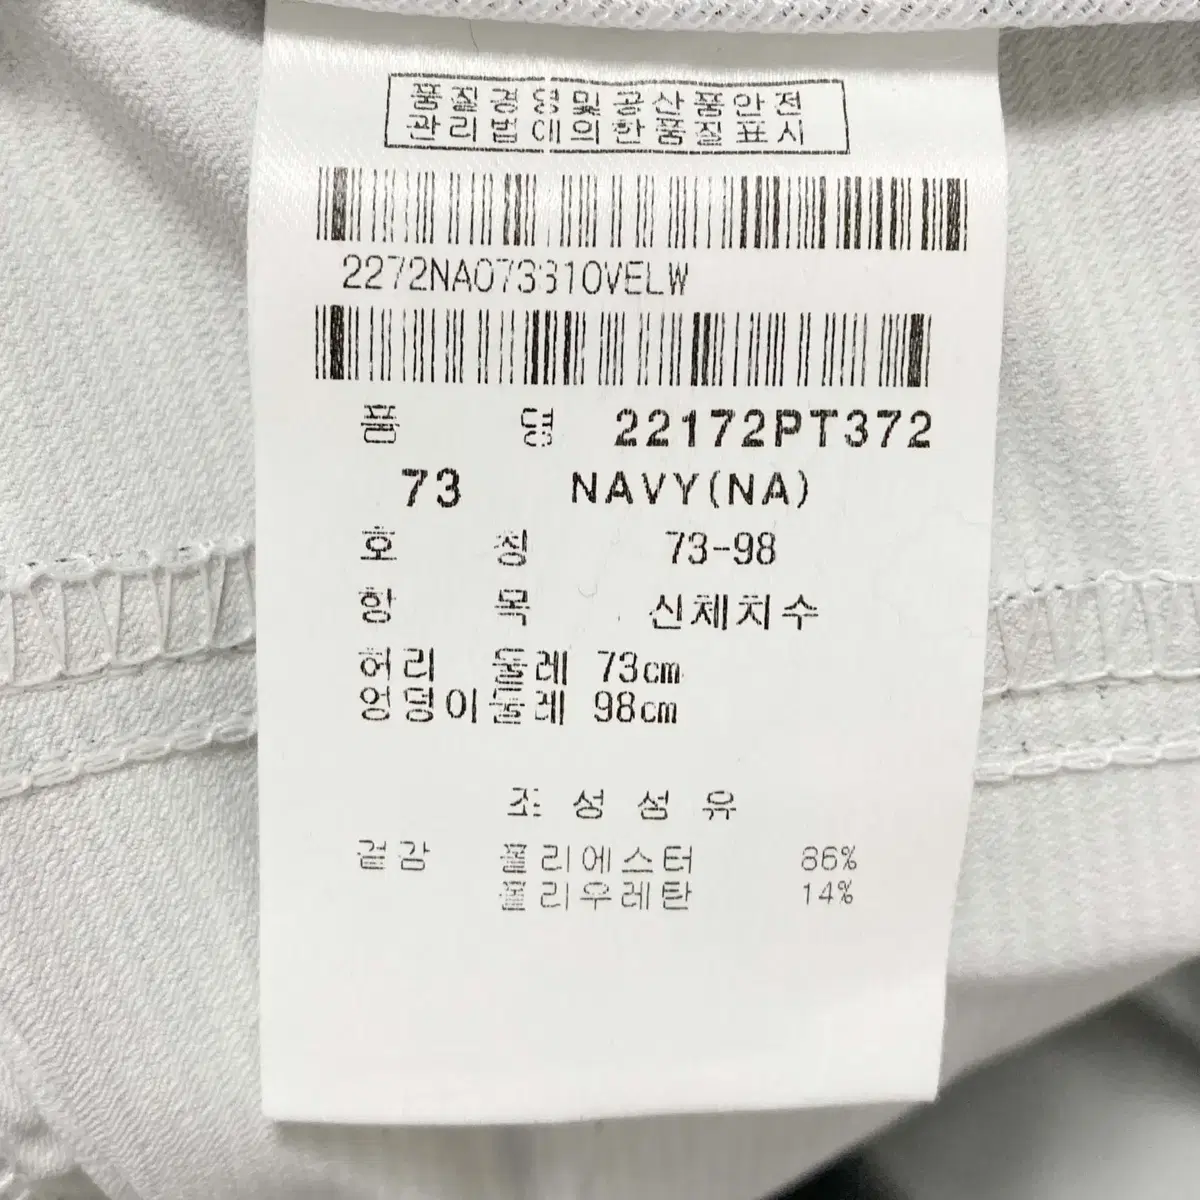 품질경영및공산품안전
관리법에의한품질표시
2272NA073310VELW
품 명 22172PT372
73 NAVY(NA)
호 칭 73-98
항 목 신체치수
허리 둘레 73cm
엉덩이둘레 98cm
조성섬유
겉감 폴리에스터 86%
폴리우레탄 14%